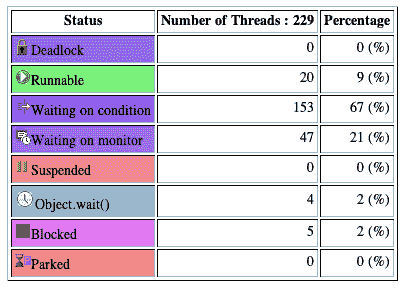 Status Number of Threads : 229 Percentage
Deadlock 0 0 (%)
Runnable 20 9 (%)
Waiting on condition 153 67 (%)
Waiting on monitor 47 21 (%)
Suspended 0 0 (%)
Object.wait() 4 2 (%)
Blocked 5 2 (%)
Parked 0 0 (%)